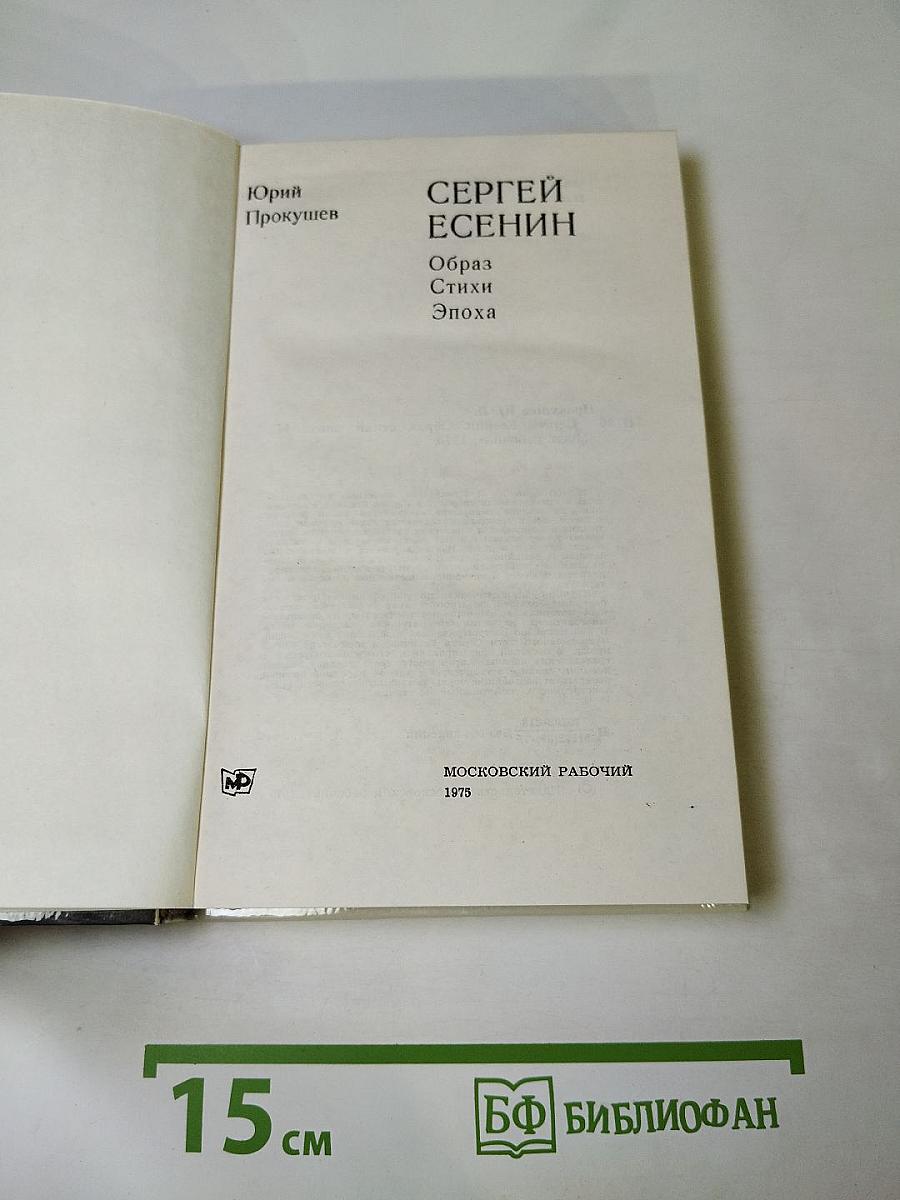 Юрий
Прокушев
СЕРГЕЙ
ЕСЕНИН
Образ
Стихи
Эпоха
МР
МОСКОВСКИЙ РАБОЧИЙ
1975
15 см
БФ БИБЛИОФАН